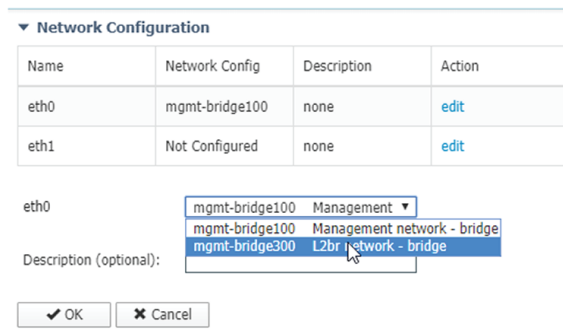 Network Configuration
Name Network Config Description Action
eth0 mgmt-bridge100 none edit
eth1 Not Configured none edit
eth0 mgmt-bridge100 Management ▼
mgmt-bridge100 Management network - bridge
mgmt-bridge300 L2br network - bridge
Description (optional):
✔ OK ✖ Cancel